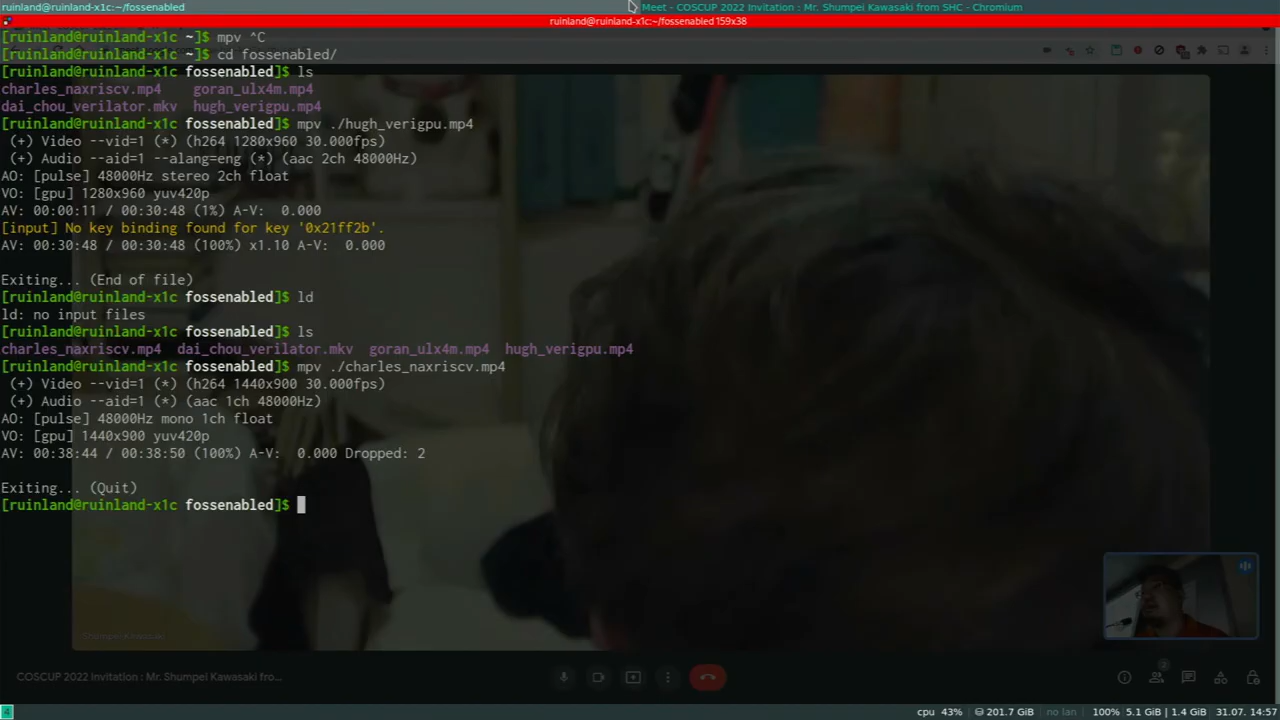 ruinland@ruinland-x1c:~/fossenabled
Meet - COSCUP 2022 Invitation : Mr. Shumpei Kawasaki from SHC - Chromium
ruinland@ruinland-x1c:~/fossenabled 159x38
[ruinland@ruinland-x1c ~]$ mpv ^C
[ruinland@ruinland-x1c ~]$ cd fossenabled/
[ruinland@ruinland-x1c fossenabled]$ ls
charles_naxriscv.mp4    goran_ulx4m.mp4
dai_chou_verilator.mkv  hugh_verigpu.mp4
[ruinland@ruinland-x1c fossenabled]$ mpv ./hugh_verigpu.mp4
(+) Video --vid=1 (*) (h264 1280x960 30.000fps)
(+) Audio --aid=1 --alang=eng (*) (aac 2ch 48000Hz)
AO: [pulse] 48000Hz stereo 2ch float
VO: [gpu] 1280x960 yuv420p
AV: 00:00:11 / 00:30:48 (1%) A-V:  0.000
[input] No key binding found for key '0x21ff2b'.
AV: 00:30:48 / 00:30:48 (100%) x1.10 A-V:  0.000
Exiting... (End of file)
[ruinland@ruinland-x1c fossenabled]$ ld
ld: no input files
[ruinland@ruinland-x1c fossenabled]$ ls
charles_naxriscv.mp4  dai_chou_verilator.mkv  goran_ulx4m.mp4  hugh_verigpu.mp4
[ruinland@ruinland-x1c fossenabled]$ mpv ./charles_naxriscv.mp4
(+) Video --vid=1 (*) (h264 1440x900 30.000fps)
(+) Audio --aid=1 (*) (aac 1ch 48000Hz)
AO: [pulse] 48000Hz mono 1ch float
VO: [gpu] 1440x900 yuv420p
AV: 00:38:44 / 00:38:50 (100%) A-V:  0.000 Dropped: 2
Exiting... (Quit)
[ruinland@ruinland-x1c fossenabled]$
Shumpei Kawasaki
COSCUP 2022 Invitation : Mr. Shumpei Kawasaki fro...
4
cpu 43% | 201.7 GiB | no lan | 100% 5.1 GiB | 1.4 GiB | 31.07. 14:57